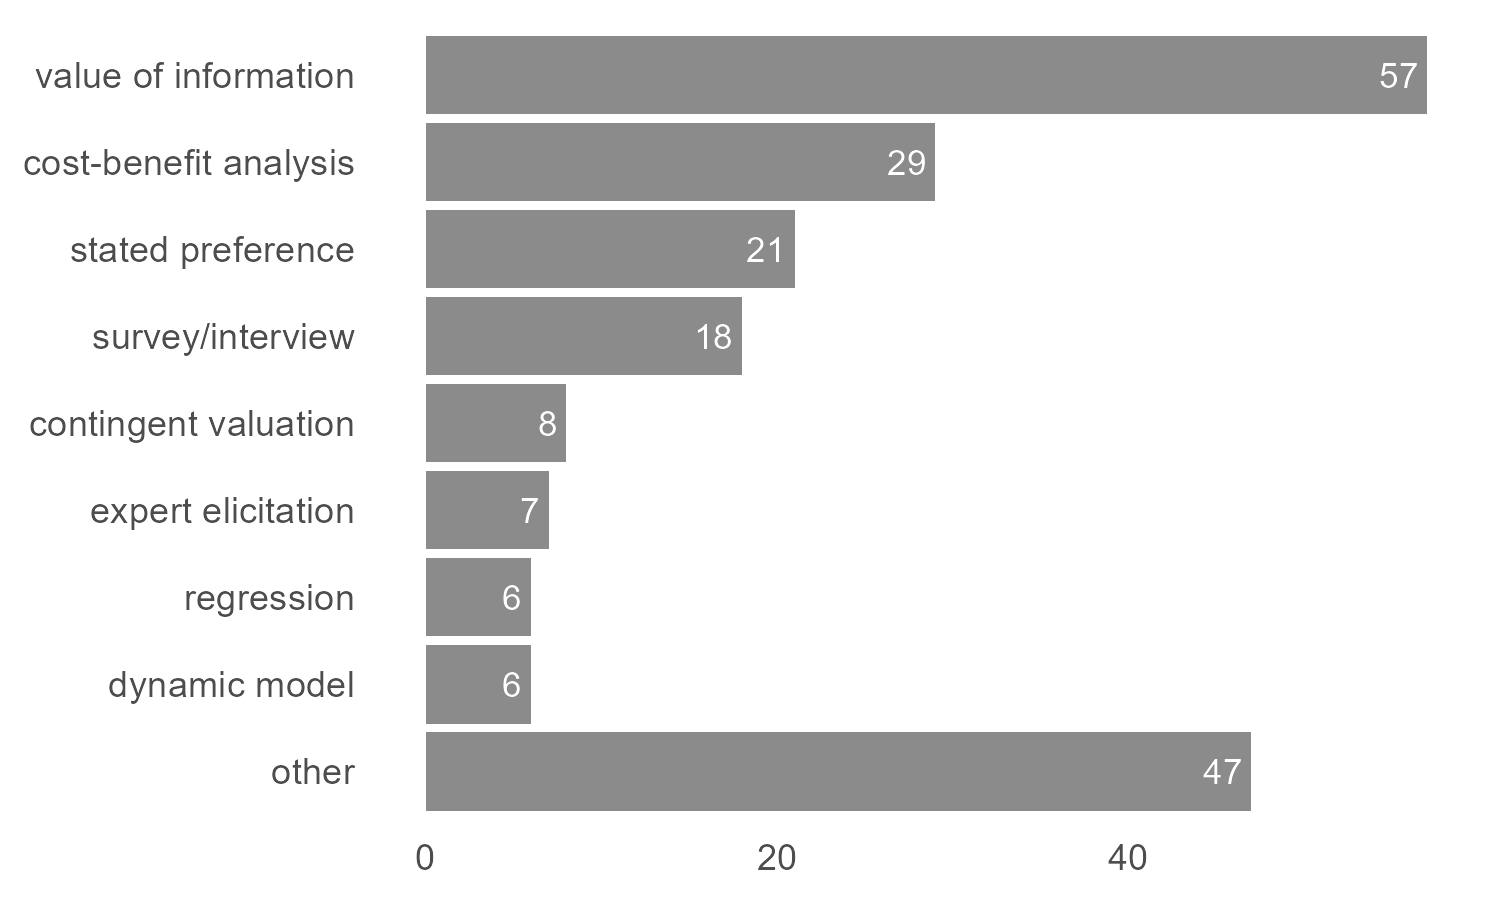 value of information 57
cost-benefit analysis 29
stated preference 21
survey/interview 18
contingent valuation 8
expert elicitation 7
regression 6
dynamic model 6
other 47
0 20 40